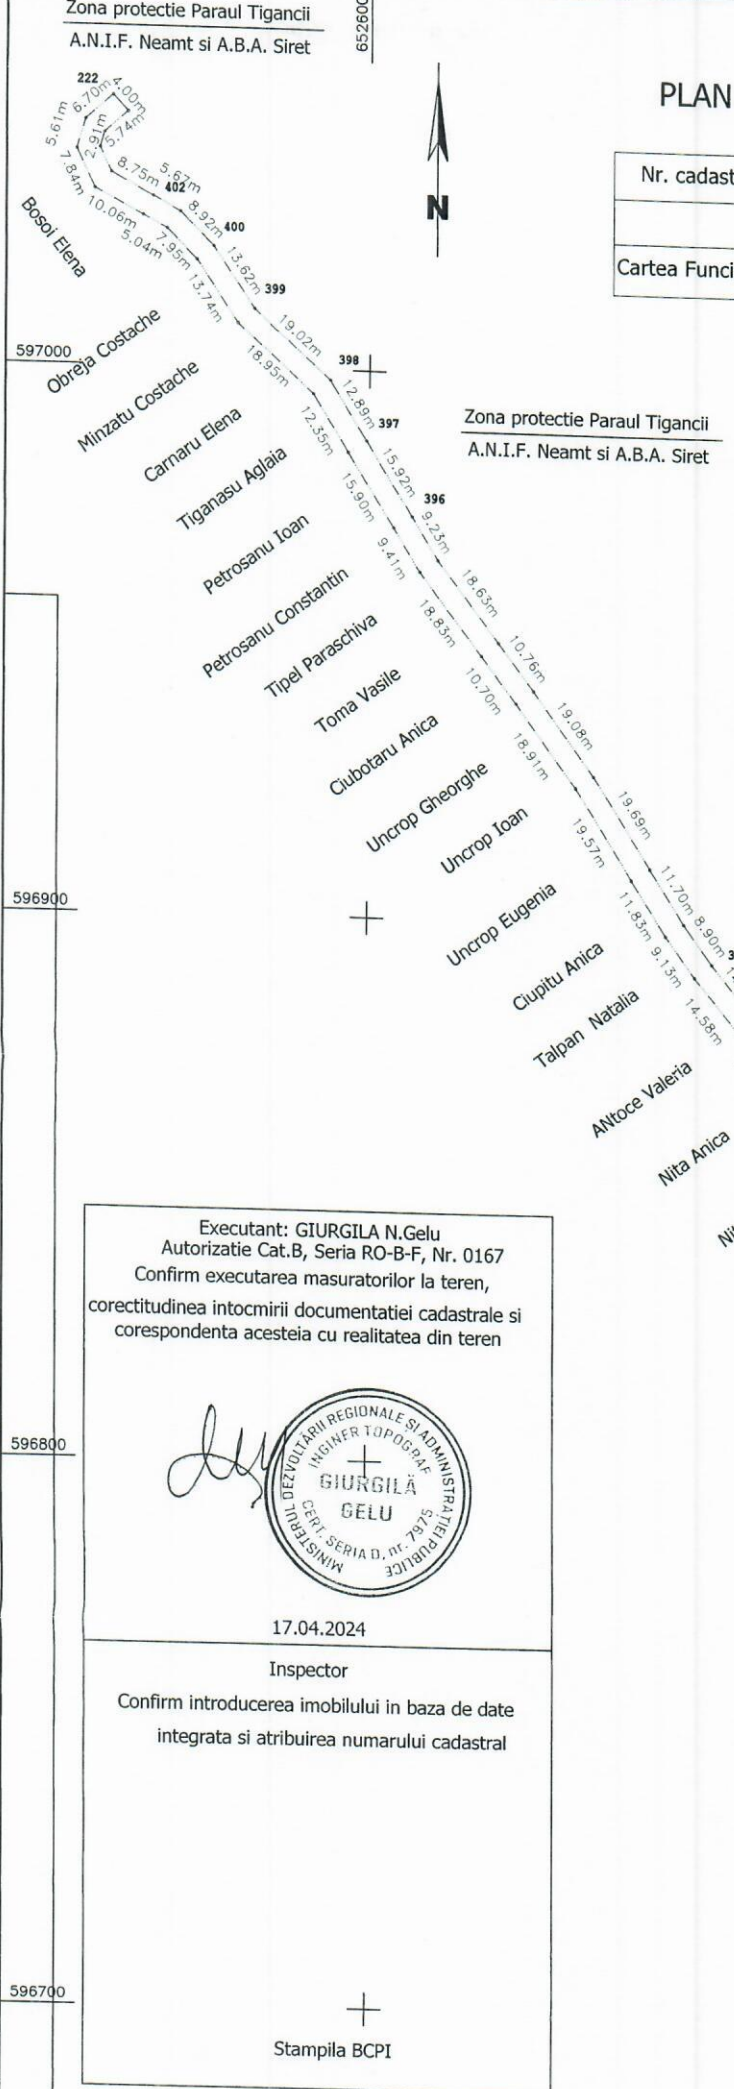 Zona protectie Paraul Tigancii
A.N.I.F. Neamt si A.B.A. Siret
652600
PLAN
Nr. cadast
Cartea Funci
N
222
4.00m
6.70m
5.61m
2.91m
5.74m
7.84m
8.75m
5.67m
402
8.92m
400
10.06m
5.04m
7.95m
13.62m
399
13.74m
19.02m
398
18.95m
12.89m
397
12.35m
15.92m
396
15.90m
9.23m
9.41m
18.63m
18.83m
10.76m
10.70m
19.08m
18.91m
19.69m
19.57m
11.70m
8.90m
11.83m
9.13m
14.58m
Bosoi Elena
Obreja Costache
Minzatu Costache
Carnaru Elena
Tiganasu Aglaia
Petrosanu Ioan
Petrosanu Constantin
Tipel Paraschiva
Toma Vasile
Ciubotaru Anica
Uncrop Gheorghe
Uncrop Ioan
Uncrop Eugenia
Ciupitu Anica
Talpan Natalia
ANtoce Valeria
Nita Anica
Zona protectie Paraul Tigancii
A.N.I.F. Neamt si A.B.A. Siret
597000
596900
596800
596700
Executant: GIURGILA N.Gelu
Autorizatie Cat.B, Seria RO-B-F, Nr. 0167
Confirm executarea masuratorilor la teren,
corectitudinea intocmirii documentatiei cadastrale si
corespondenta acesteia cu realitatea din teren
MINISTERUL DEZVOLTĂRII REGIONALE ȘI ADMINISTRAȚIEI PUBLICE
INGINER TOPOGRAF
GIURGILĂ
GELU
CERT. SERIA D, nr. 7975
17.04.2024
Inspector
Confirm introducerea imobilului in baza de date
integrata si atribuirea numarului cadastral
Stampila BCPI